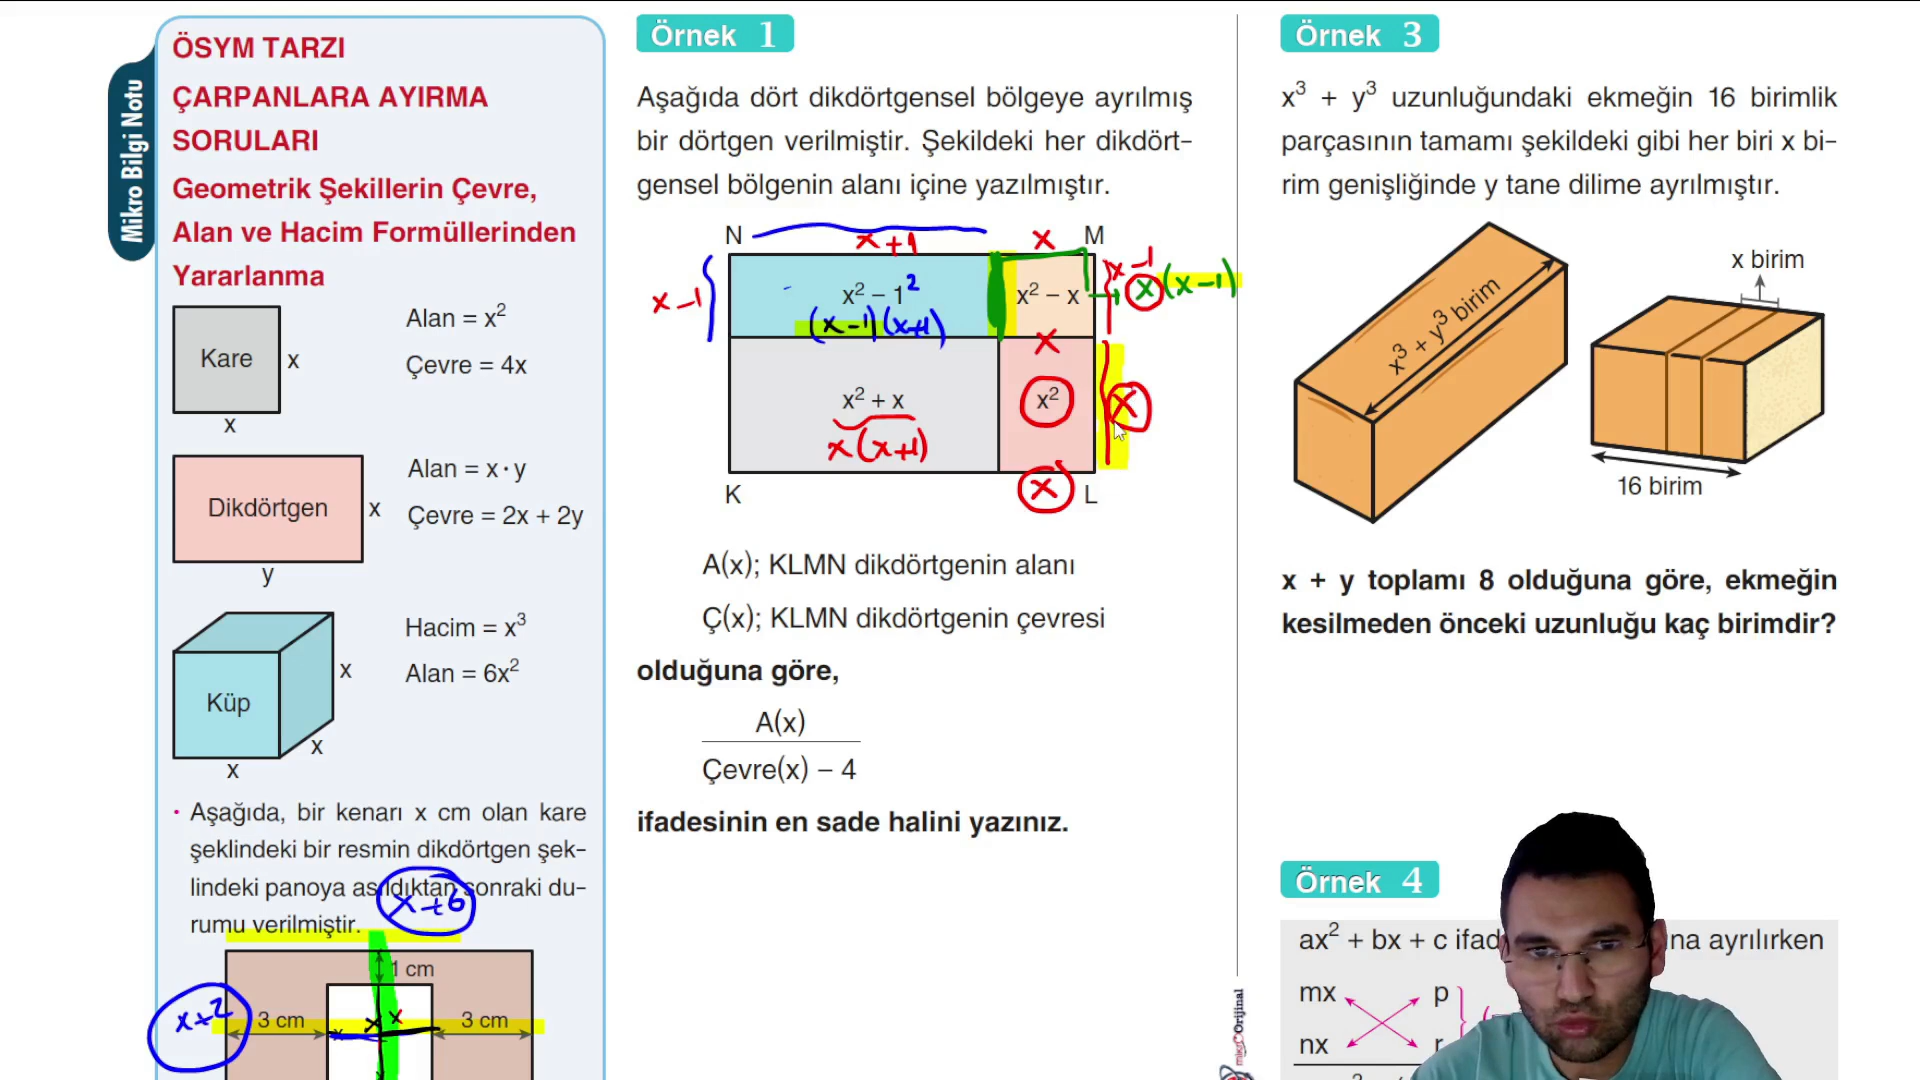 Mikro Bilgi Notu
ÖSYM TARZI
ÇARPANLARA AYIRMA
SORULARI
Geometrik Şekillerin Çevre,
Alan ve Hacim Formüllerinden
Yararlanma
Kare
x
x
Alan = x²
Çevre = 4x
Dikdörtgen
x
y
Alan = x·y
Çevre = 2x + 2y
Küp
x
x
x
Hacim = x³
Alan = 6x²
• Aşağıda, bir kenarı x cm olan kare
şeklindeki bir resmin dikdörtgen şek-
lindeki panoya asıldıktan sonraki du-
rumu verilmiştir.
x+6
1 cm
x+2
3 cm
x
x
x
3 cm
Örnek 1
Aşağıda dört dikdörtgensel bölgeye ayrılmış
bir dörtgen verilmiştir. Şekildeki her dikdört-
gensel bölgenin alanı içine yazılmıştır.
N
x+1
x
M
x-1
x² – 1²
(x-1)(x+1)
x² – x
x-1
x(x-1)
x
x² + x
x(x+1)
x²
x
K
x
L
A(x); KLMN dikdörtgenin alanı
Ç(x); KLMN dikdörtgenin çevresi
olduğuna göre,
A(x)
Çevre(x) – 4
ifadesinin en sade halini yazınız.
mikro Orijinal
Örnek 3
x³ + y³ uzunluğundaki ekmeğin 16 birimlik
parçasının tamamı şekildeki gibi her biri x bi-
rim genişliğinde y tane dilime ayrılmıştır.
x³ + y³ birim
x birim
16 birim
x + y toplamı 8 olduğuna göre, ekmeğin
kesilmeden önceki uzunluğu kaç birimdir?
Örnek 4
ax² + bx + c ifad
na ayrılırken
mx
p
nx
r